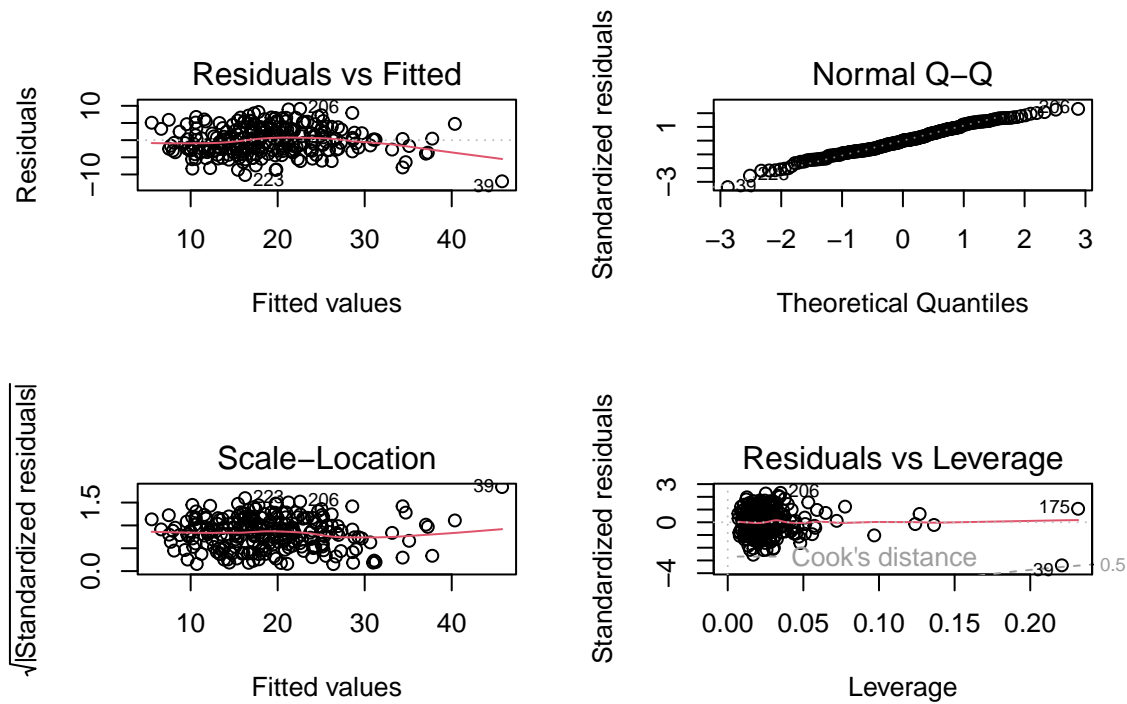 Residuals vs Fitted
Residuals
10
−10
206
223
39
10 20 30 40
Fitted values
Normal Q−Q
Standardized residuals
1
−3
206
39
223
−3 −2 −1 0 1 2 3
Theoretical Quantiles
Scale−Location
√|Standardized residuals|
1.5
0.0
39
223
206
10 20 30 40
Fitted values
Residuals vs Leverage
Standardized residuals
3
0
−4
206
175
39
Cook's distance
0.5
0.00 0.05 0.10 0.15 0.20
Leverage